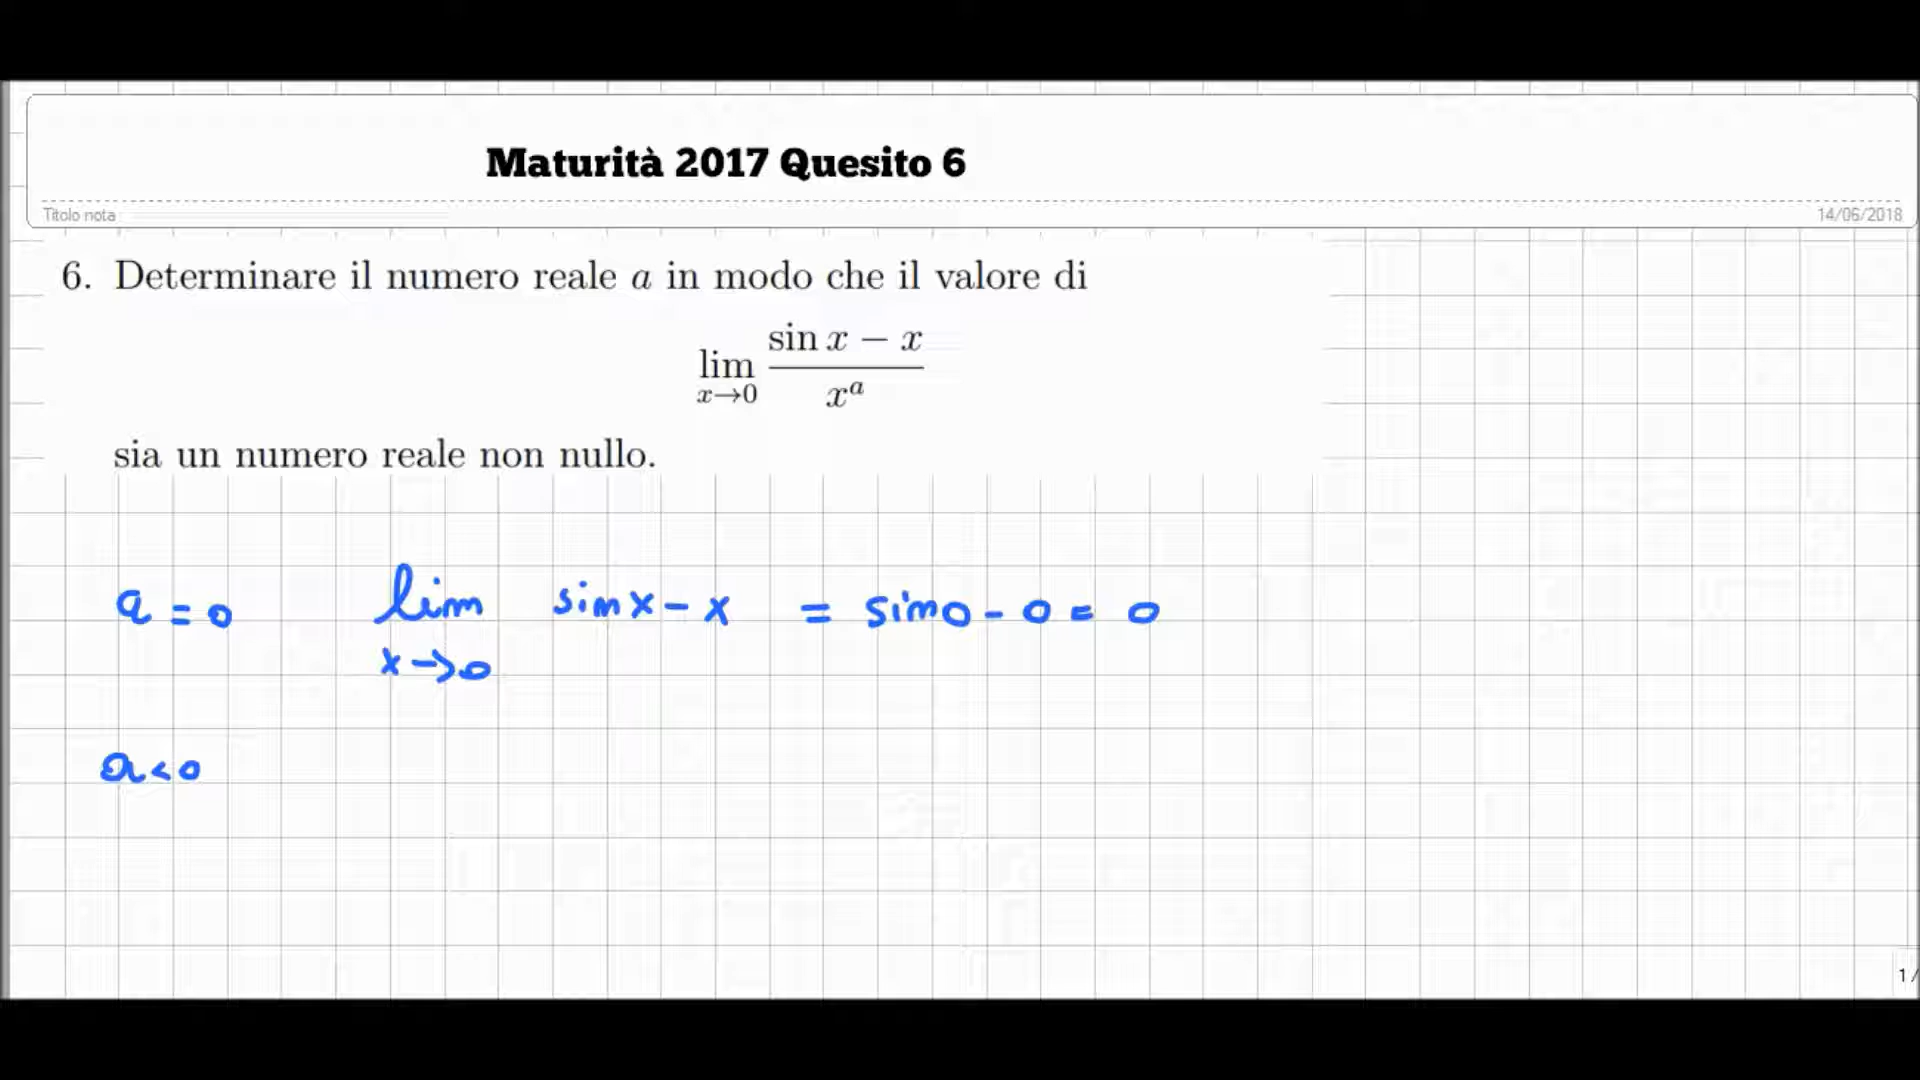 Maturità 2017 Quesito 6
Titolo nota
14/06/2018
6. Determinare il numero reale a in modo che il valore di
lim x→0 (sin x − x) / x^a
sia un numero reale non nullo.
a = 0 lim x→0 sin x − x = sin 0 − 0 = 0
a < 0
1/